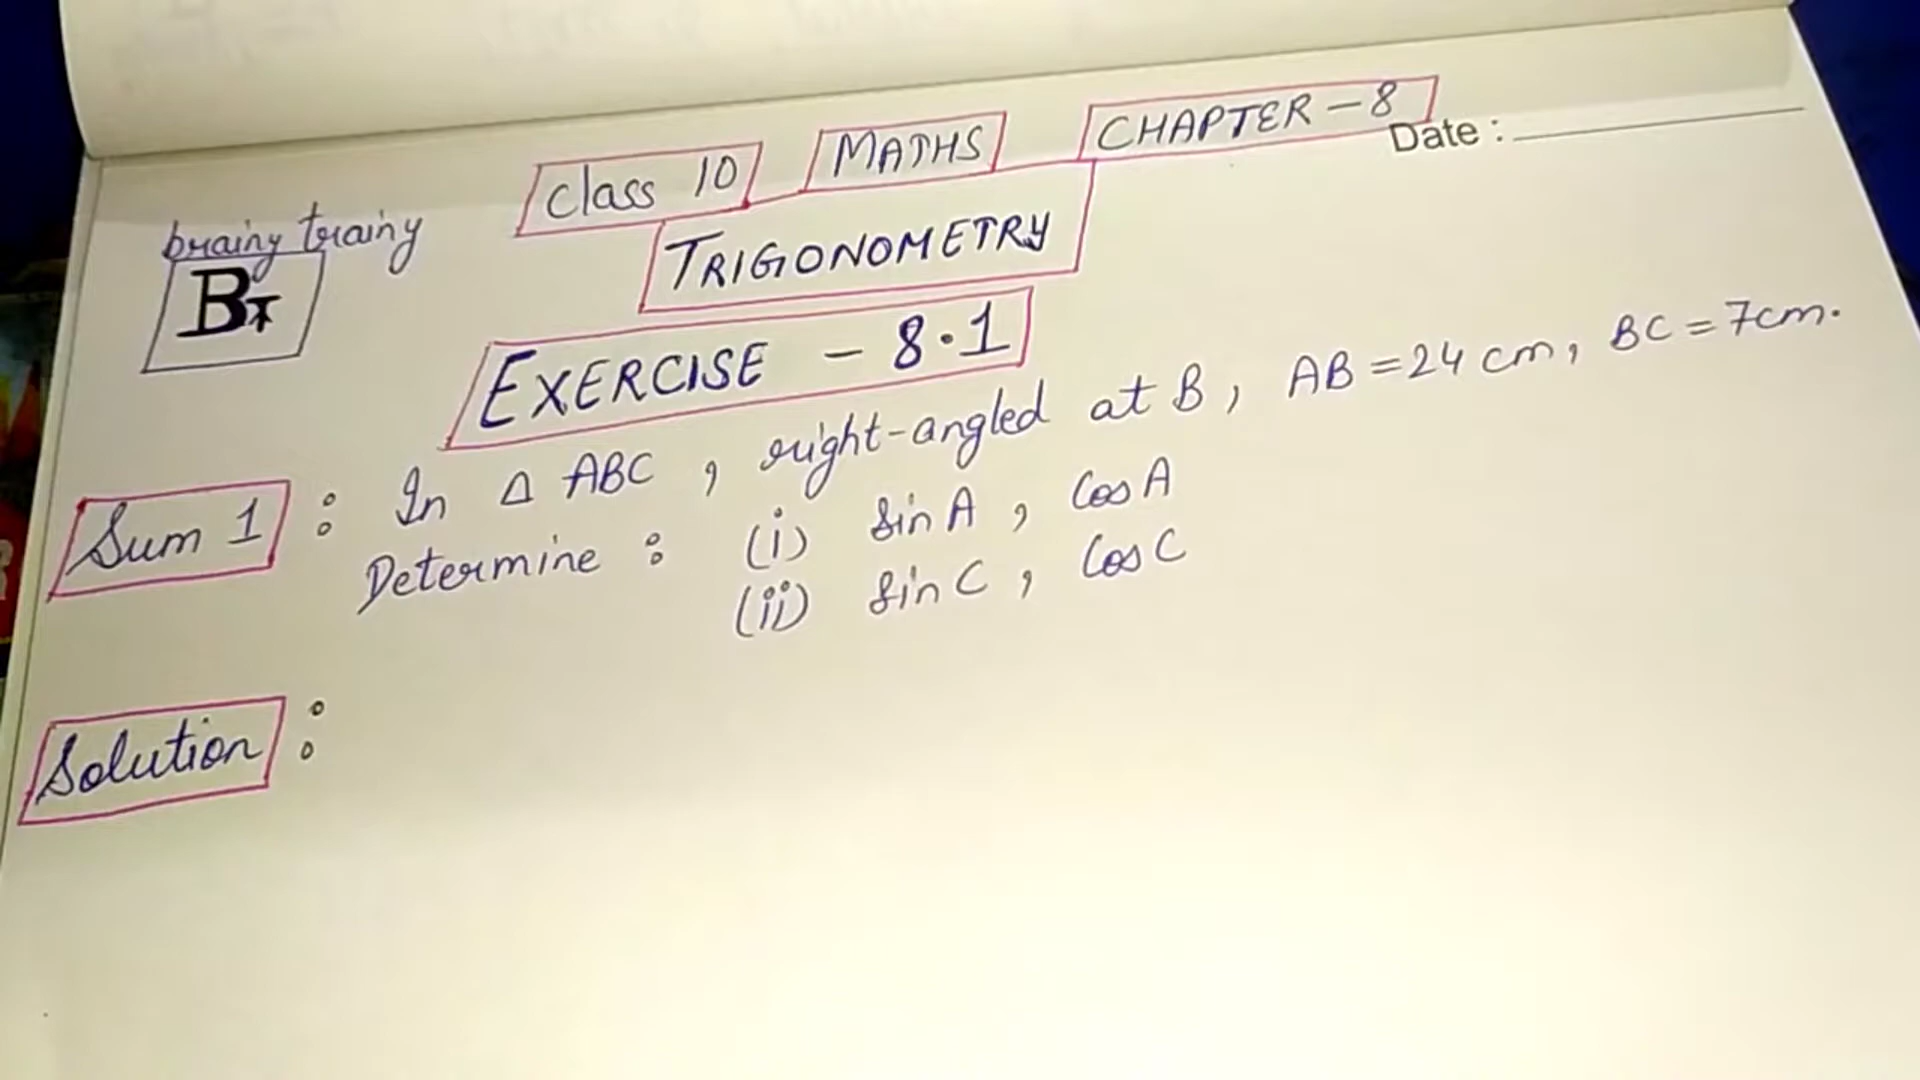 Class 10 MATHS CHAPTER - 8
Date :
brainy trainy
BT
TRIGONOMETRY
EXERCISE - 8.1
Sum 1 : In Δ ABC, right-angled at B, AB = 24 cm, BC = 7cm.
Determine : (i) sin A, Cos A
(ii) sin C, Cos C
Solution :